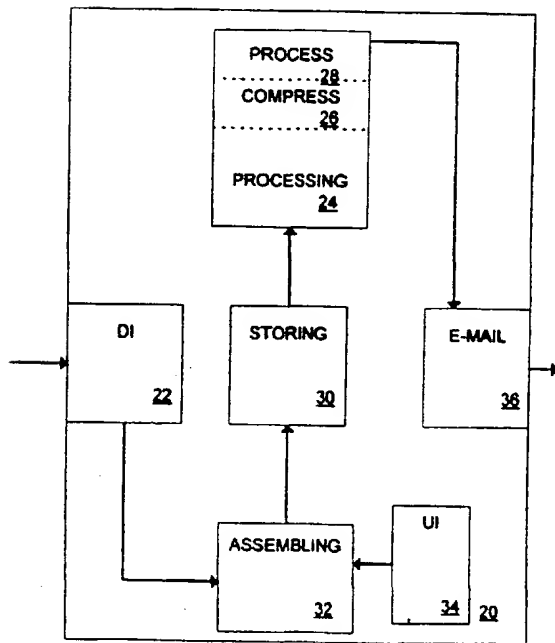 PROCESS
28
COMPRESS
26
PROCESSING
24
DI
22
STORING
30
E-MAIL
36
ASSEMBLING
32
UI
34
20